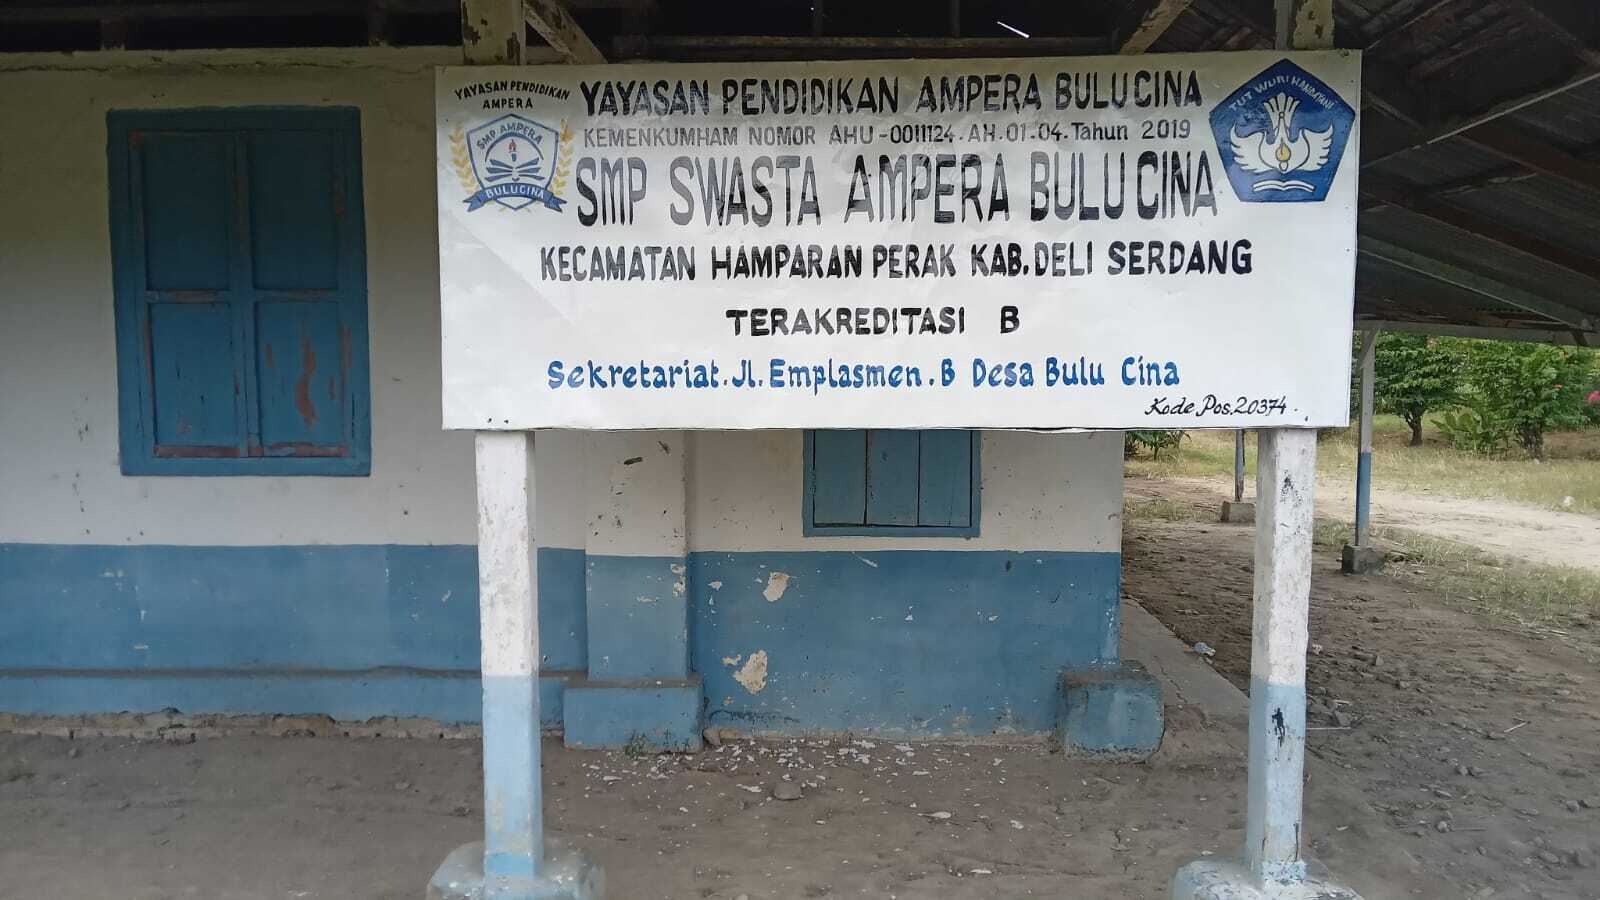 YAYASAN PENDIDIKAN
AMPERA
SMP AMPERA
BULUCINA
YAYASAN PENDIDIKAN AMPERA BULUCINA
KEMENKUMHAM NOMOR AHU-0011124.AH.01.04.Tahun 2019
SMP SWASTA AMPERA BULU CINA
KECAMATAN HAMPARAN PERAK KAB.DELI SERDANG
TERAKREDITASI B
Sekretariat.Jl.Emplasmen.B Desa Bulu Cina
Kode Pos.20374.
TUT WURI HANDAYANI